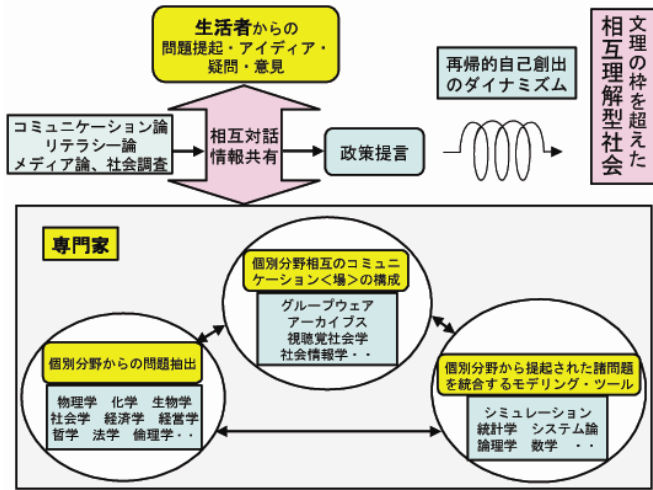 生活者からの
問題提起・アイディア・
疑問・意見
コミュニケーション論
リテラシー論
メディア論、社会調査
相互対話
情報共有
政策提言
再帰的自己創出
のダイナミズム
文理の枠を超えた
相互理解型社会
専門家
個別分野相互のコミュニ
ケーション<場>の構成
グループウェア
アーカイブス
視聴覚社会学
社会情報学・・
個別分野からの問題抽出
物理学 化学 生物学
社会学 経済学 経営学
哲学 法学 倫理学・・
個別分野から提起された諸問題
を統合するモデリング・ツール
シミュレーション
統計学 システム論
論理学 数学 ・・